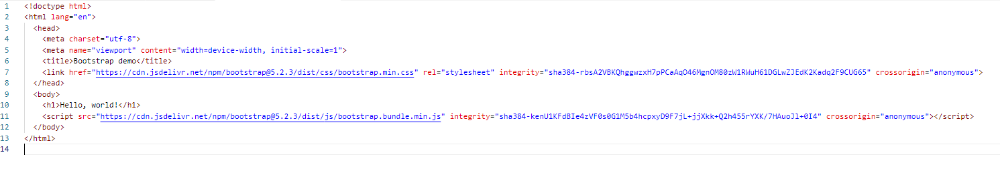 1 <!doctype html>
2 <html lang="en">
3 <head>
4 <meta charset="utf-8">
5 <meta name="viewport" content="width=device-width, initial-scale=1">
6 <title>Bootstrap demo</title>
7 <link href="https://cdn.jsdelivr.net/npm/bootstrap@5.2.3/dist/css/bootstrap.min.css" rel="stylesheet" integrity="sha384-rbsA2VBKQhggwzxH7pPCaAqO46MgnOM80zW1RWuH61DGLwZJEdK2Kadq2F9CUG65" crossorigin="anonymous">
8 </head>
9 <body>
10 <h1>Hello, world!</h1>
11 <script src="https://cdn.jsdelivr.net/npm/bootstrap@5.2.3/dist/js/bootstrap.bundle.min.js" integrity="sha384-kenU1KFdBIe4zVF0s0G1M5b4hcpxyD9F7jL+jjXkk+Q2h455rYXK/7HAuoJl+0I4" crossorigin="anonymous"></script>
12 </body>
13 </html>
14